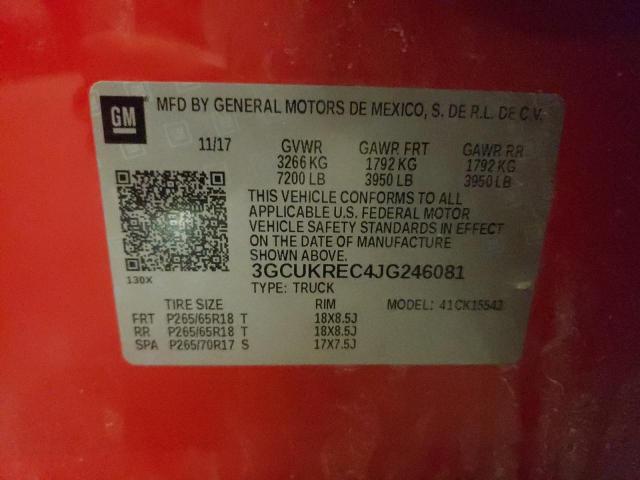 GM
MFD BY GENERAL MOTORS DE MEXICO, S. DE R.L. DE C.V.
11/17 GVWR GAWR FRT GAWR RR
3266 KG 1792 KG 1792 KG
7200 LB 3950 LB 3950 LB
THIS VEHICLE CONFORMS TO ALL
APPLICABLE U.S. FEDERAL MOTOR
VEHICLE SAFETY STANDARDS IN EFFECT
ON THE DATE OF MANUFACTURE
SHOWN ABOVE.
3GCUKREC4JG246081
130X TYPE: TRUCK
TIRE SIZE RIM MODEL: 41CK15543
FRT P265/65R18 T 18X8.5J
RR P265/65R18 T 18X8.5J
SPA P265/70R17 S 17X7.5J